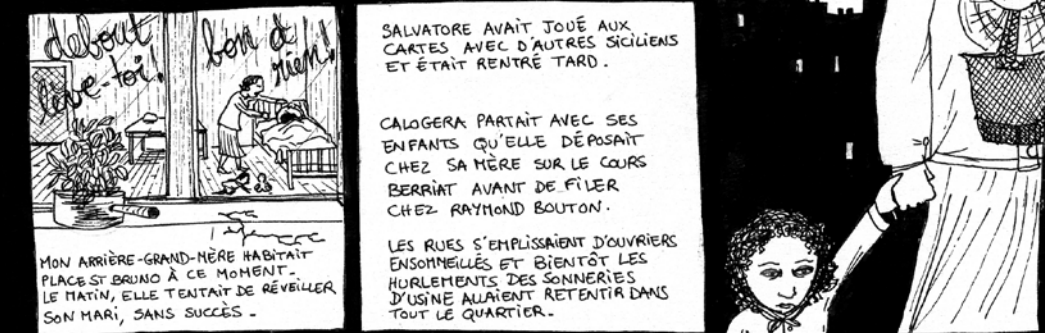 debout
lève-toi!
bon à
rien!
MON ARRIÈRE-GRAND-MÈRE HABITAIT
PLACE ST BRUNO À CE MOMENT.
LE MATIN, ELLE TENTAIT DE RÉVEILLER
SON MARI, SANS SUCCÈS.
SALVATORE AVAIT JOUÉ AUX
CARTES AVEC D'AUTRES SICILIENS
ET ÉTAIT RENTRÉ TARD.
CALOGERA PARTAIT AVEC SES
ENFANTS QU'ELLE DÉPOSAIT
CHEZ SA MÈRE SUR LE COURS
BERRIAT AVANT DE FILER
CHEZ RAYMOND BOUTON.
LES RUES S'EMPLISSAIENT D'OUVRIERS
ENSOMMEILLÉS ET BIENTÔT LES
HURLEMENTS DES SONNERIES
D'USINE ALLAIENT RETENTIR DANS
TOUT LE QUARTIER.